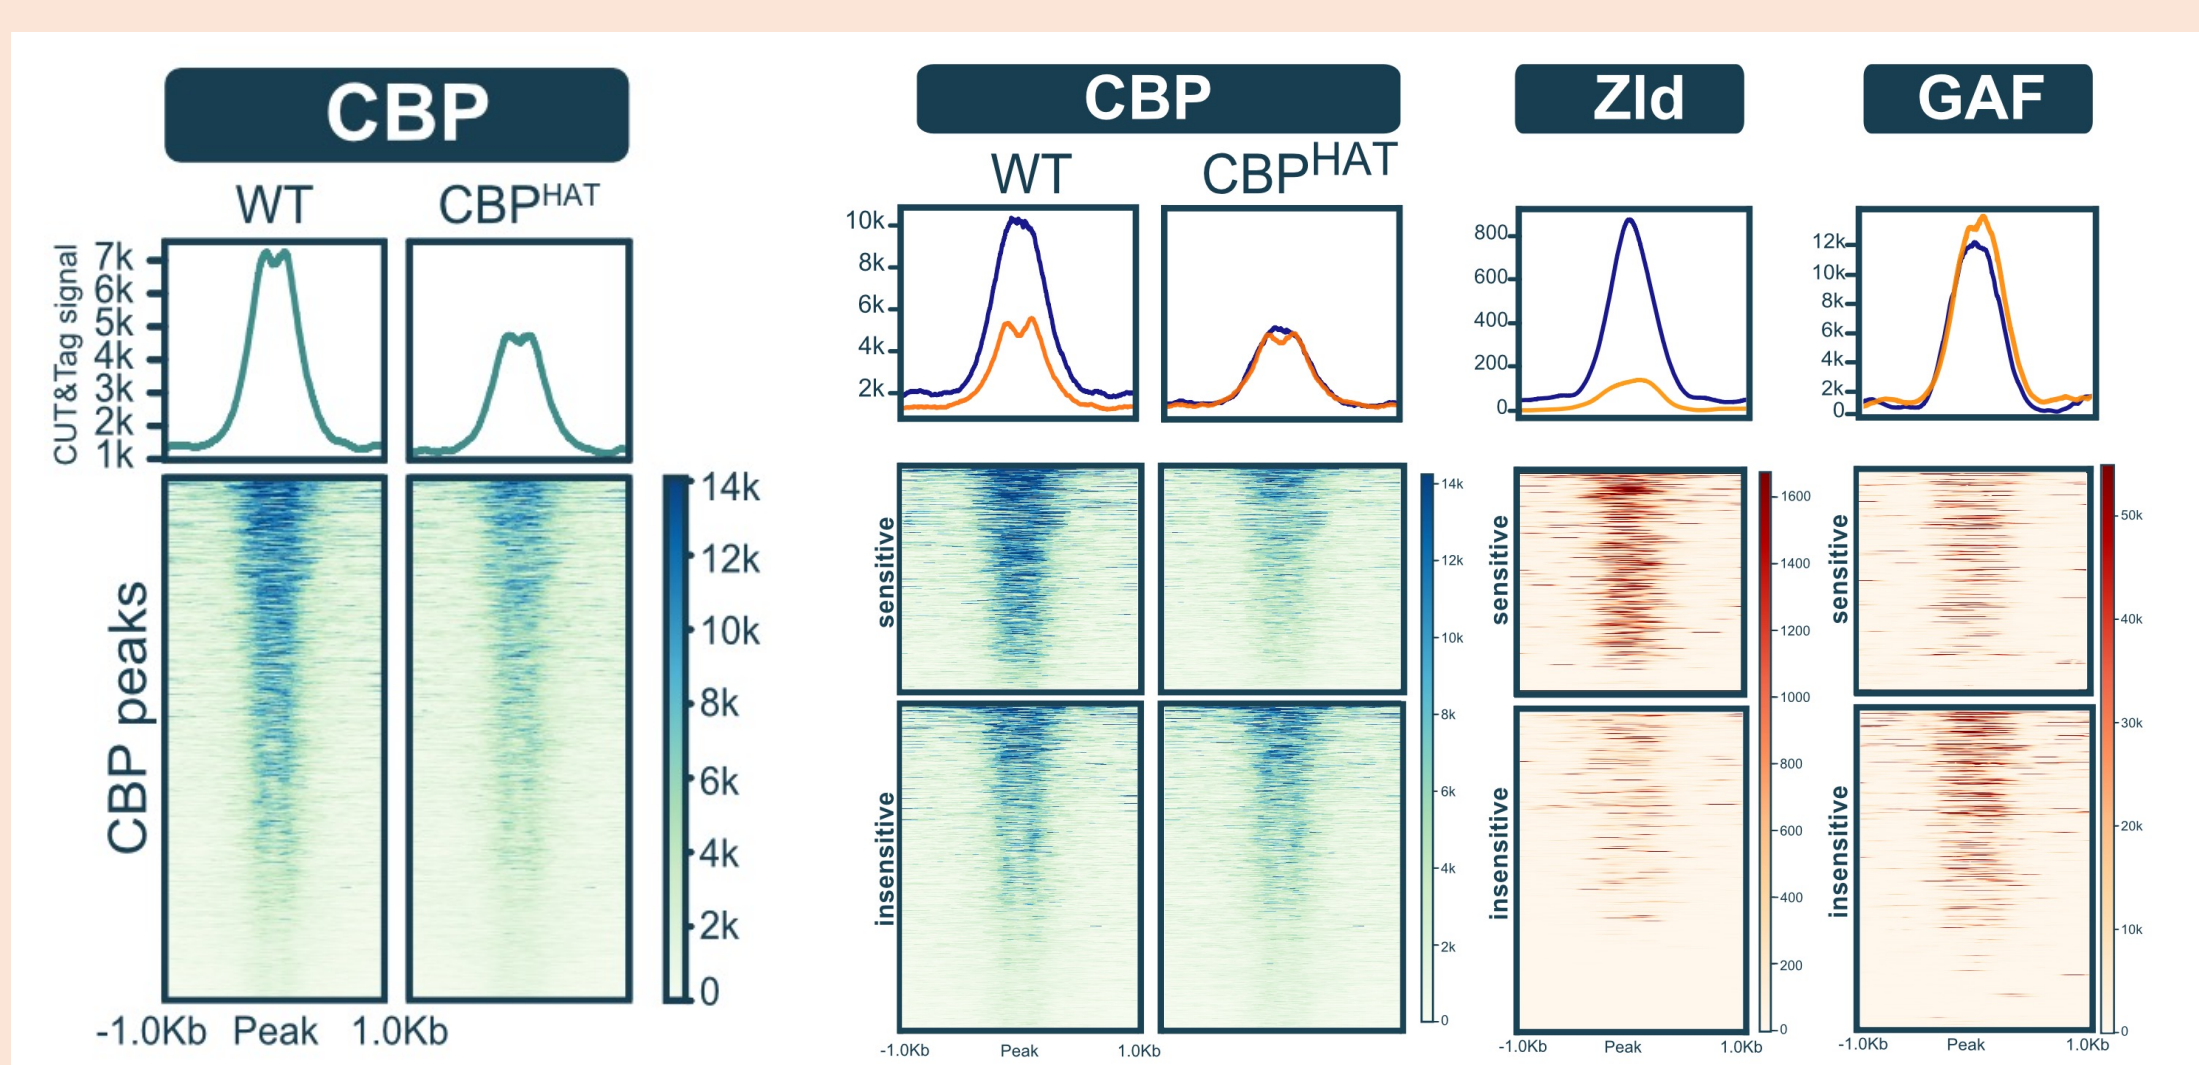 CBP
WT CBPHAT
CUT&Tag signal
7k
6k
5k
4k
3k
2k
1k
CBP peaks
14k
12k
10k
8k
6k
4k
2k
0
-1.0Kb Peak 1.0Kb
CBP
WT CBPHAT
10k
8k
6k
4k
2k
sensitive
insensitive
14k
12k
10k
8k
6k
4k
2k
0
-1.0Kb Peak 1.0Kb
Zld
800
600
400
200
0
sensitive
insensitive
1600
1400
1200
1000
800
600
400
200
0
-1.0Kb Peak 1.0Kb
GAF
12k
10k
8k
6k
4k
2k
0
sensitive
insensitive
50k
40k
30k
20k
10k
0
-1.0Kb Peak 1.0Kb